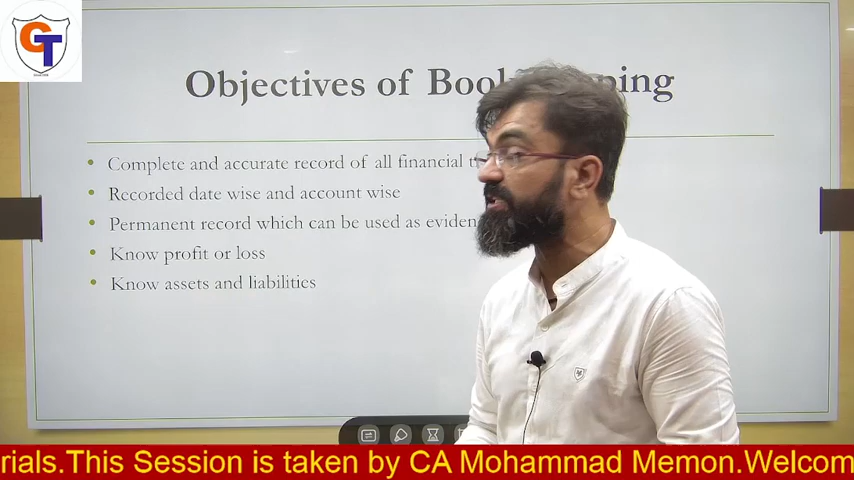 GT
Objectives of Book ping
• Complete and accurate record of all financial
• Recorded date wise and account wise
• Permanent record which can be used as
• Know profit or loss
• Know assets and liabilities
rials.This Session is taken by CA Mohammad Memon.Welcom